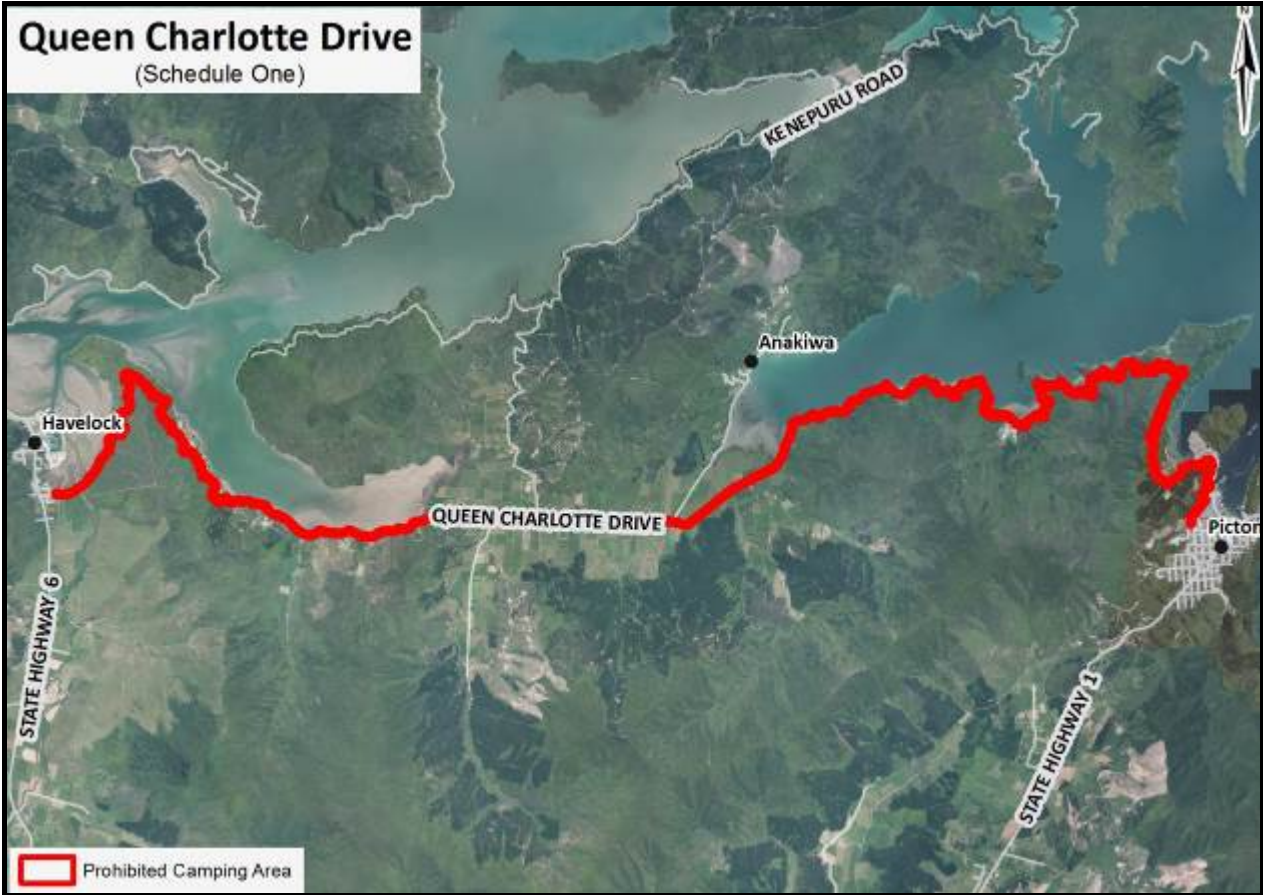 Queen Charlotte Drive
(Schedule One)
N
KENEPURU ROAD
Anakiwa
Havelock
QUEEN CHARLOTTE DRIVE
Picton
STATE HIGHWAY 6
STATE HIGHWAY 1
Prohibited Camping Area